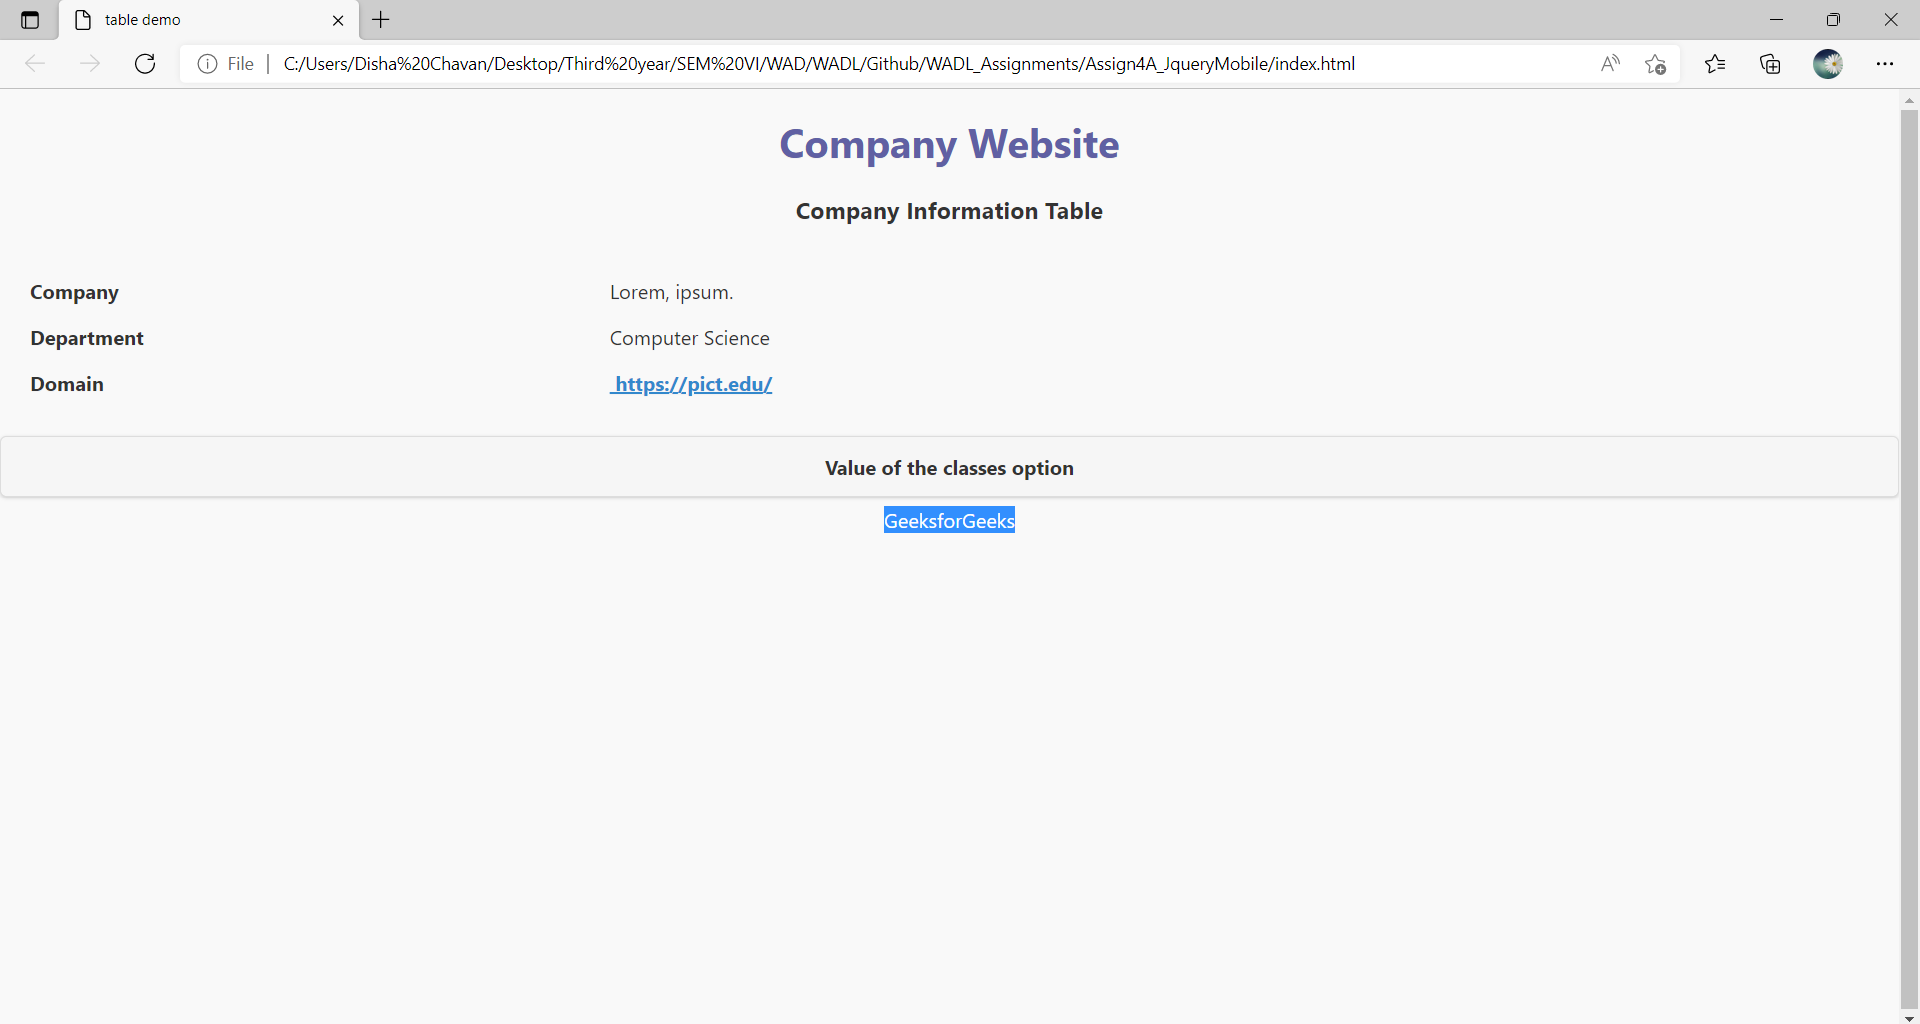 table demo
File
C:/Users/Disha%20Chavan/Desktop/Third%20year/SEM%20VI/WAD/WADL/Github/WADL_Assignments/Assign4A_JqueryMobile/index.html
Company Website
Company Information Table
Company Lorem, ipsum.
Department Computer Science
Domain https://pict.edu/
Value of the classes option
GeeksforGeeks